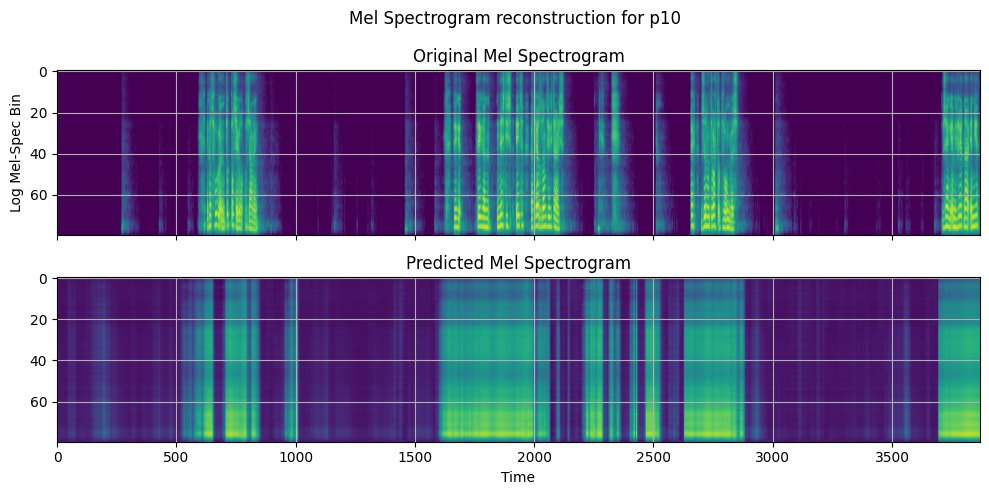 Mel Spectrogram reconstruction for p10
Original Mel Spectrogram
Log Mel-Spec Bin
0
20
40
60
Predicted Mel Spectrogram
0
20
40
60
0 500 1000 1500 2000 2500 3000 3500
Time